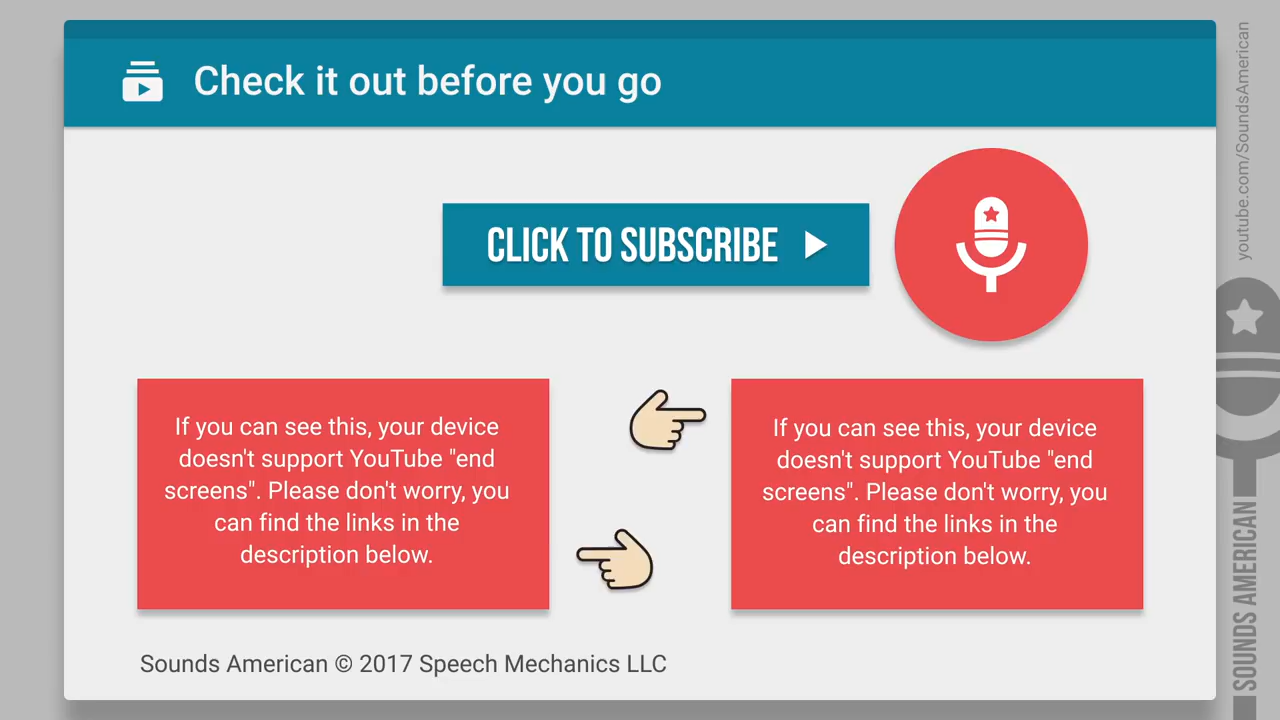 Check it out before you go
CLICK TO SUBSCRIBE
If you can see this, your device
doesn't support YouTube "end
screens". Please don't worry, you
can find the links in the
description below.
If you can see this, your device
doesn't support YouTube "end
screens". Please don't worry, you
can find the links in the
description below.
Sounds American © 2017 Speech Mechanics LLC
youtube.com/SoundsAmerican
SOUNDS AMERICAN